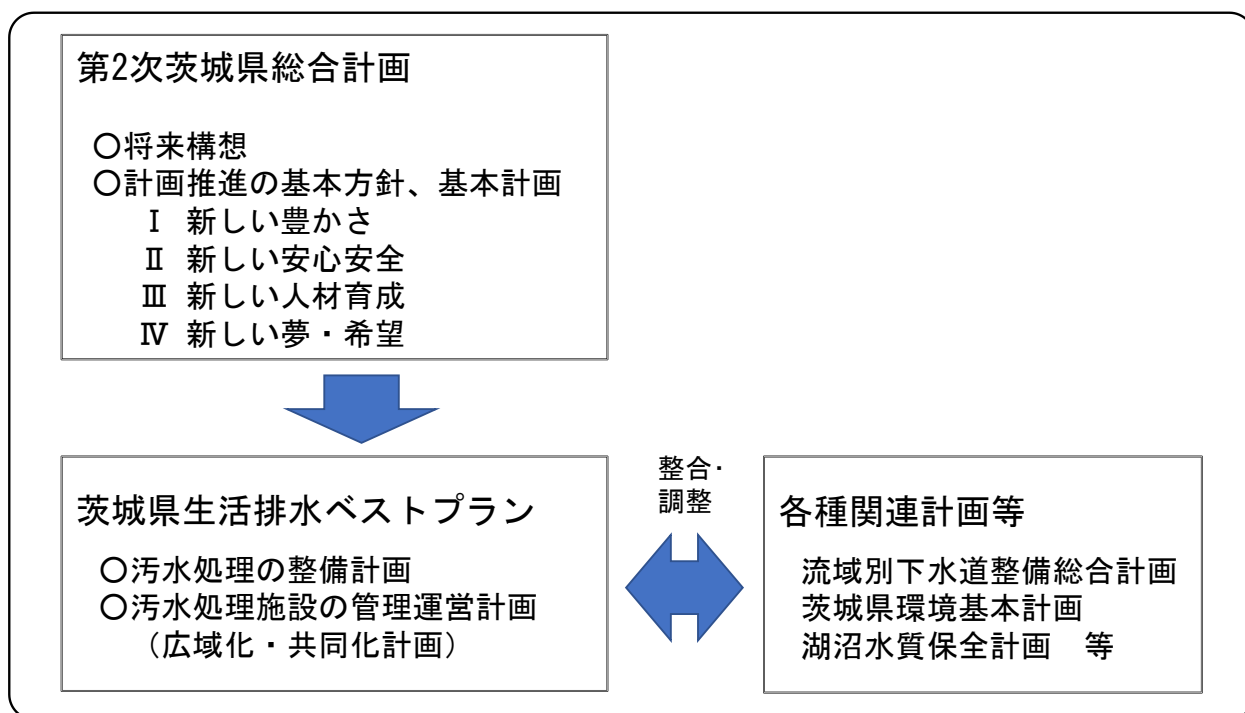 第2次茨城県総合計画
○将来構想
○計画推進の基本方針、基本計画
Ⅰ 新しい豊かさ
Ⅱ 新しい安心安全
Ⅲ 新しい人材育成
Ⅳ 新しい夢・希望
茨城県生活排水ベストプラン
○汚水処理の整備計画
○汚水処理施設の管理運営計画
（広域化・共同化計画）
整合・
調整
各種関連計画等
流域別下水道整備総合計画
茨城県環境基本計画
湖沼水質保全計画　等